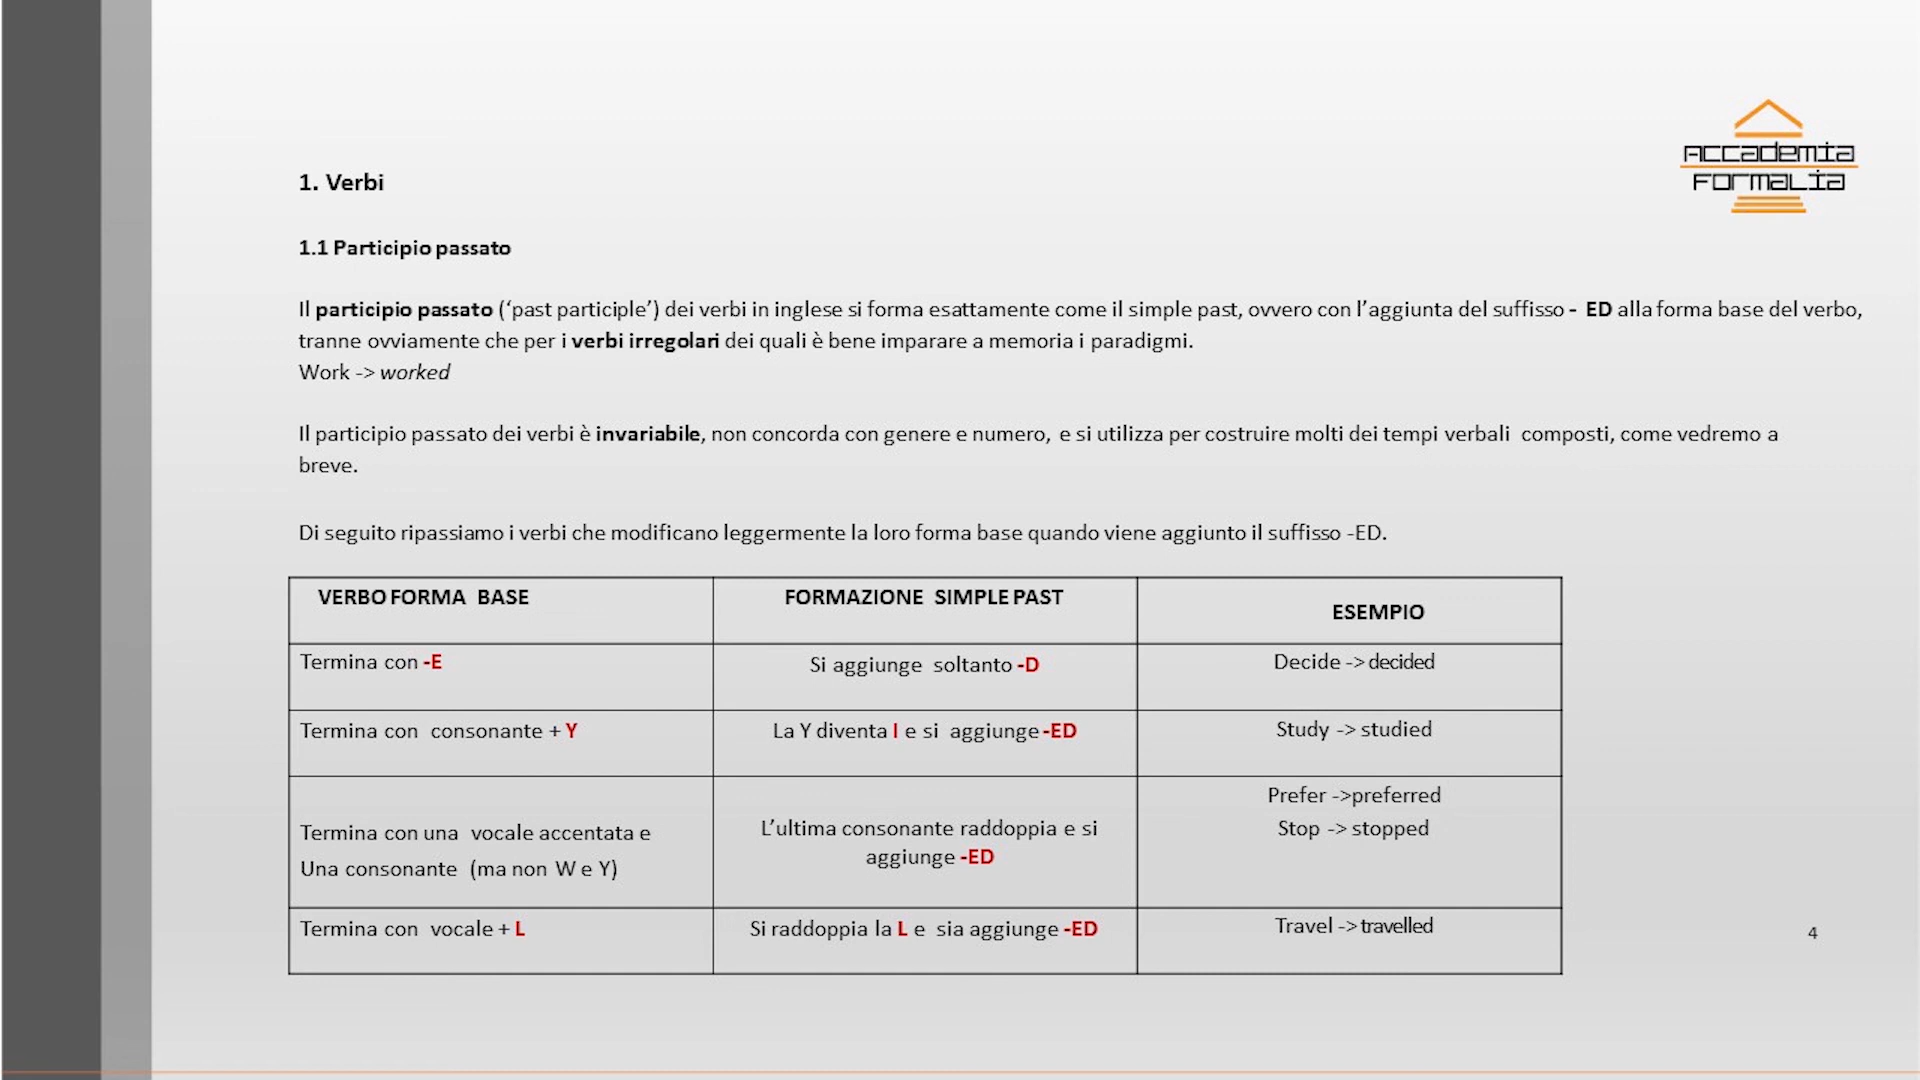 Accademia
Formalia
1. Verbi
1.1 Participio passato
Il participio passato (‘past participle’) dei verbi in inglese si forma esattamente come il simple past, ovvero con l’aggiunta del suffisso - ED alla forma base del verbo,
tranne ovviamente che per i verbi irregolari dei quali è bene imparare a memoria i paradigmi.
Work -> worked
Il participio passato dei verbi è invariabile, non concorda con genere e numero, e si utilizza per costruire molti dei tempi verbali composti, come vedremo a
breve.
Di seguito ripassiamo i verbi che modificano leggermente la loro forma base quando viene aggiunto il suffisso -ED.
VERBO FORMA BASE
FORMAZIONE SIMPLE PAST
ESEMPIO
Termina con -E
Si aggiunge soltanto -D
Decide -> decided
Termina con consonante + Y
La Y diventa I e si aggiunge -ED
Study -> studied
Termina con una vocale accentata e
Una consonante (ma non W e Y)
L’ultima consonante raddoppia e si
aggiunge -ED
Prefer ->preferred
Stop -> stopped
Termina con vocale + L
Si raddoppia la L e sia aggiunge -ED
Travel -> travelled
4